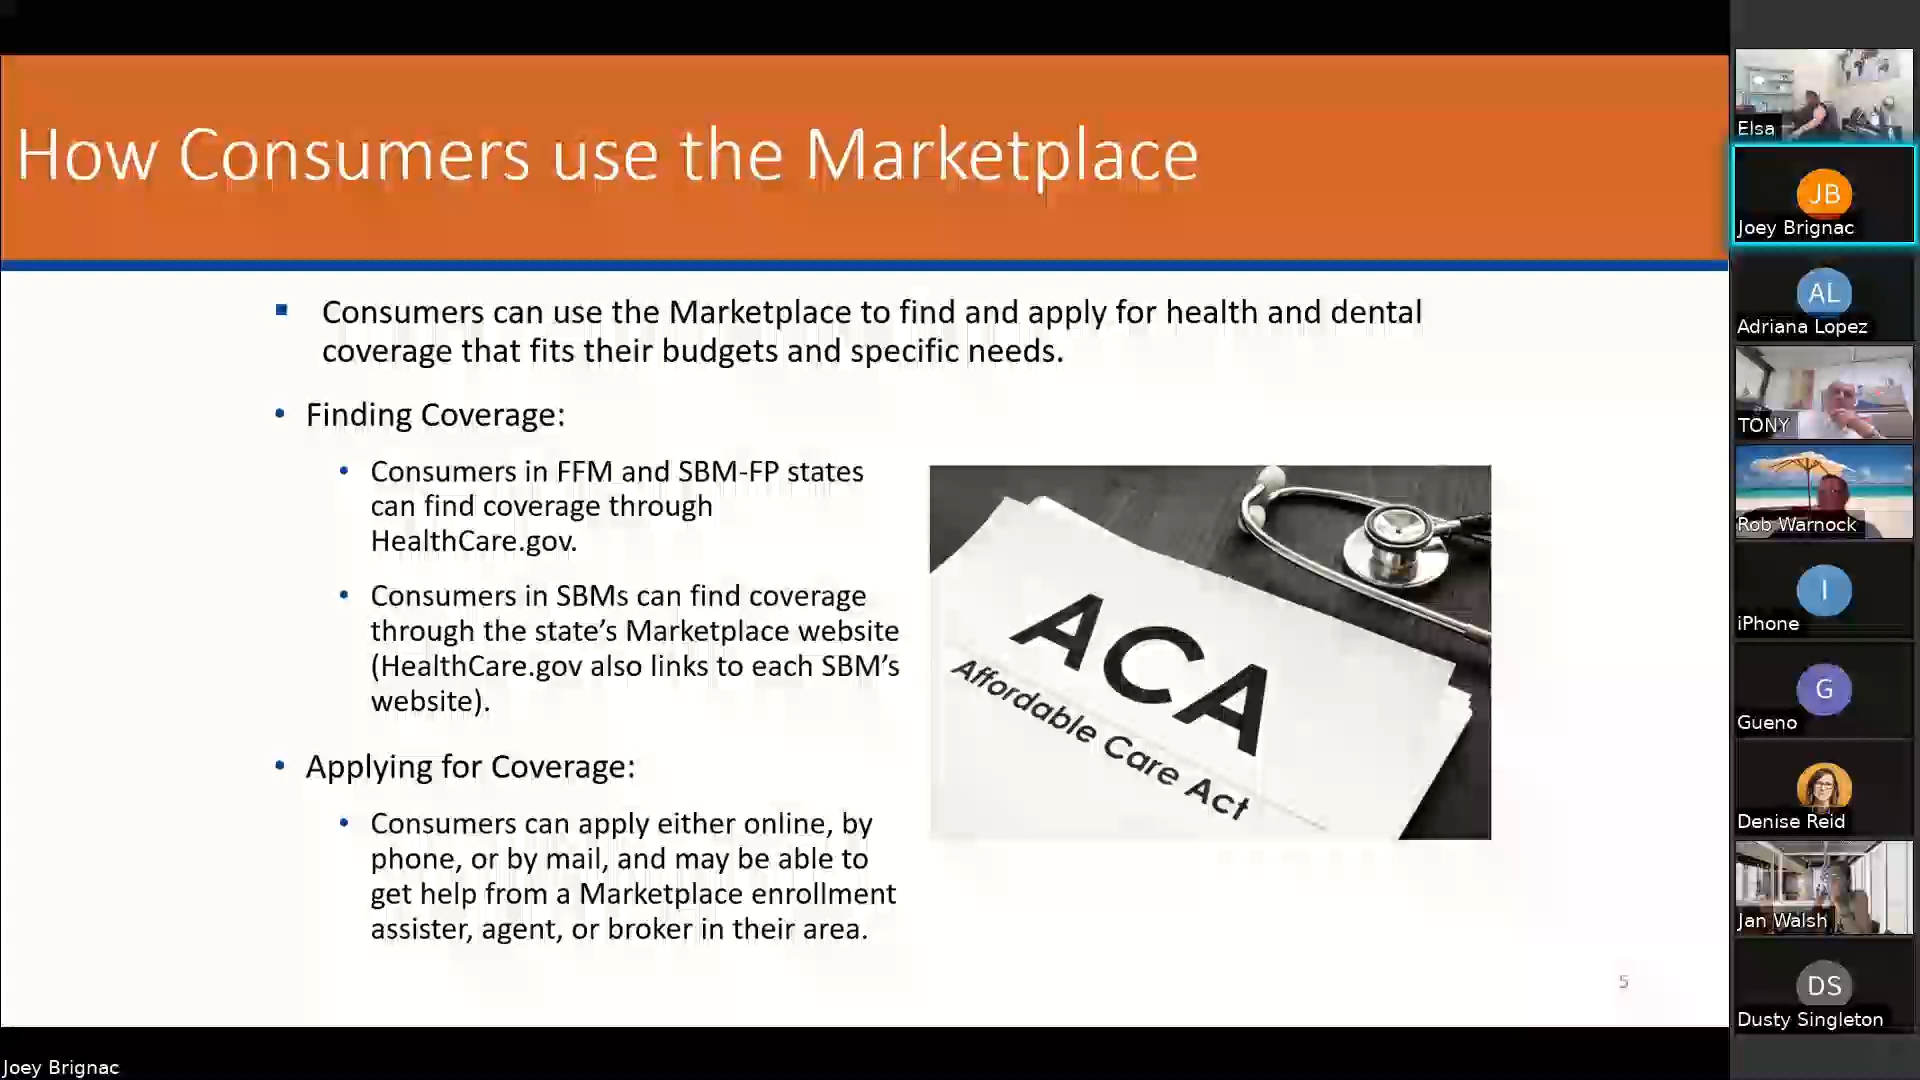 How Consumers use the Marketplace
Consumers can use the Marketplace to find and apply for health and dental
coverage that fits their budgets and specific needs.
Finding Coverage:
Consumers in FFM and SBM-FP states
can find coverage through
HealthCare.gov.
Consumers in SBMs can find coverage
through the state’s Marketplace website
(HealthCare.gov also links to each SBM’s
website).
Applying for Coverage:
Consumers can apply either online, by
phone, or by mail, and may be able to
get help from a Marketplace enrollment
assister, agent, or broker in their area.
ACA
Affordable Care Act
5
Joey Brignac
Elsa
JB
Joey Brignac
AL
Adriana Lopez
TONY
Rob Warnock
I
iPhone
G
Gueno
Denise Reid
Jan Walsh
DS
Dusty Singleton